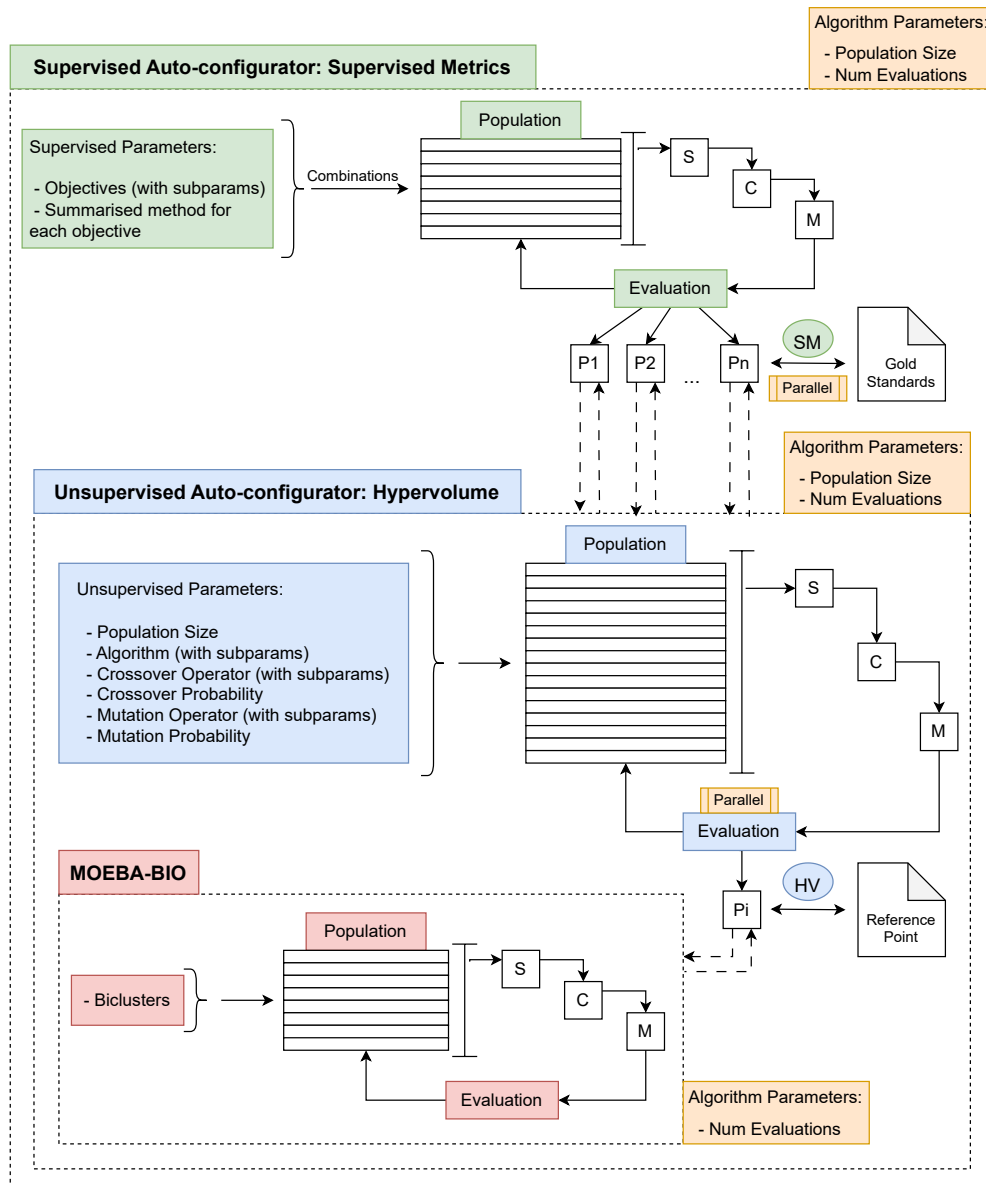 Algorithm Parameters:
- Population Size
- Num Evaluations
Supervised Auto-configurator: Supervised Metrics
Supervised Parameters:
- Objectives (with subparams)
- Summarised method for
each objective
Combinations
Population
S
C
M
Evaluation
P1
P2
...
Pn
SM
Parallel
Gold
Standards
Algorithm Parameters:
- Population Size
- Num Evaluations
Unsupervised Auto-configurator: Hypervolume
Unsupervised Parameters:
- Population Size
- Algorithm (with subparams)
- Crossover Operator (with subparams)
- Crossover Probability
- Mutation Operator (with subparams)
- Mutation Probability
Population
S
C
M
Parallel
Evaluation
Pi
HV
Reference
Point
MOEBA-BIO
- Biclusters
Population
S
C
M
Evaluation
Algorithm Parameters:
- Num Evaluations